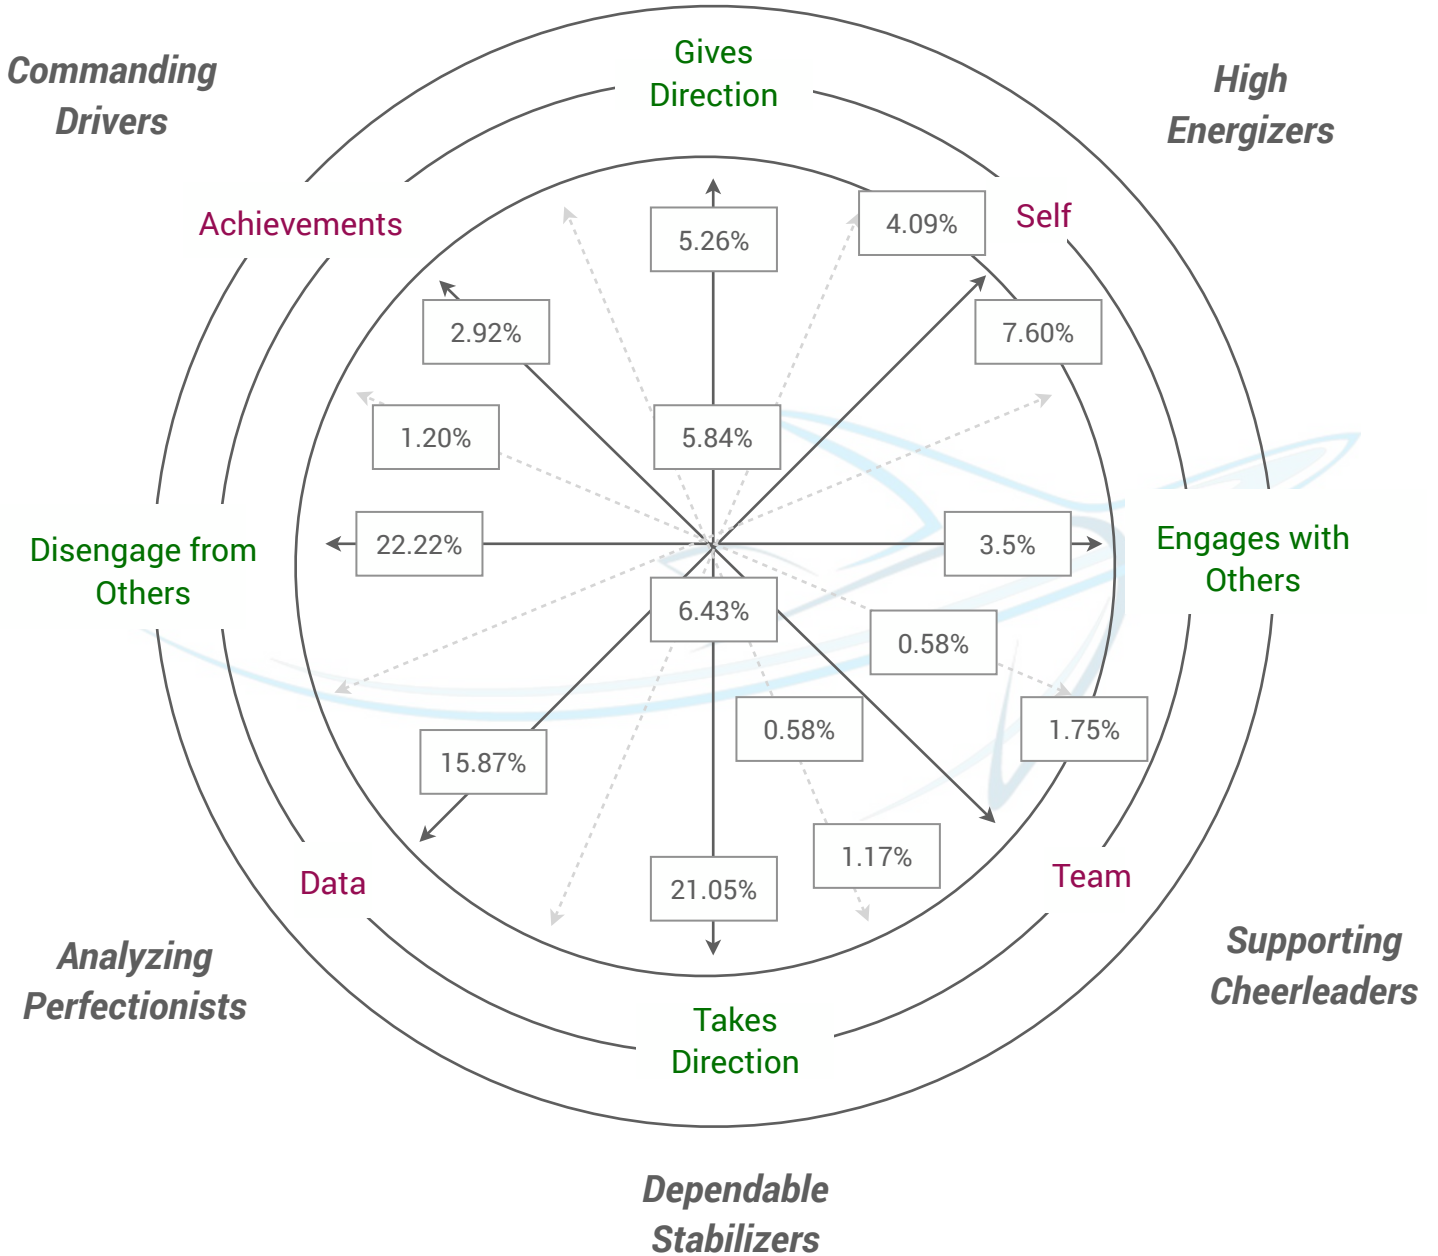 Commanding
Drivers
Gives
Direction
High
Energizers
Achievements
Self
4.09%
5.26%
2.92%
7.60%
1.20%
5.84%
Disengage from
Others
22.22%
3.5%
Engages with
Others
6.43%
0.58%
0.58%
1.75%
15.87%
1.17%
21.05%
Data
Team
Analyzing
Perfectionists
Supporting
Cheerleaders
Takes
Direction
Dependable
Stabilizers